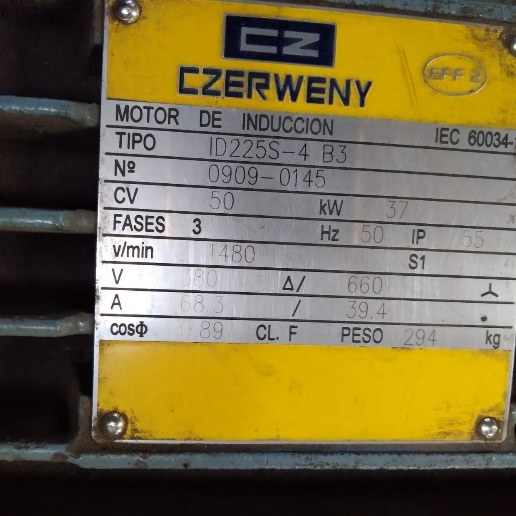 CZ
CZERWENY
EFF 2
MOTOR DE INDUCCION IEC 60034-
TIPO ID225S-4 B3
Nº 0909-0145
CV 50 kW 37
FASES 3 Hz 50 IP 55
v/min 1480 S1
V 380 Δ/ 660
A 68.3 / 39.4
cosΦ 0.89 CL. F PESO 294 kg